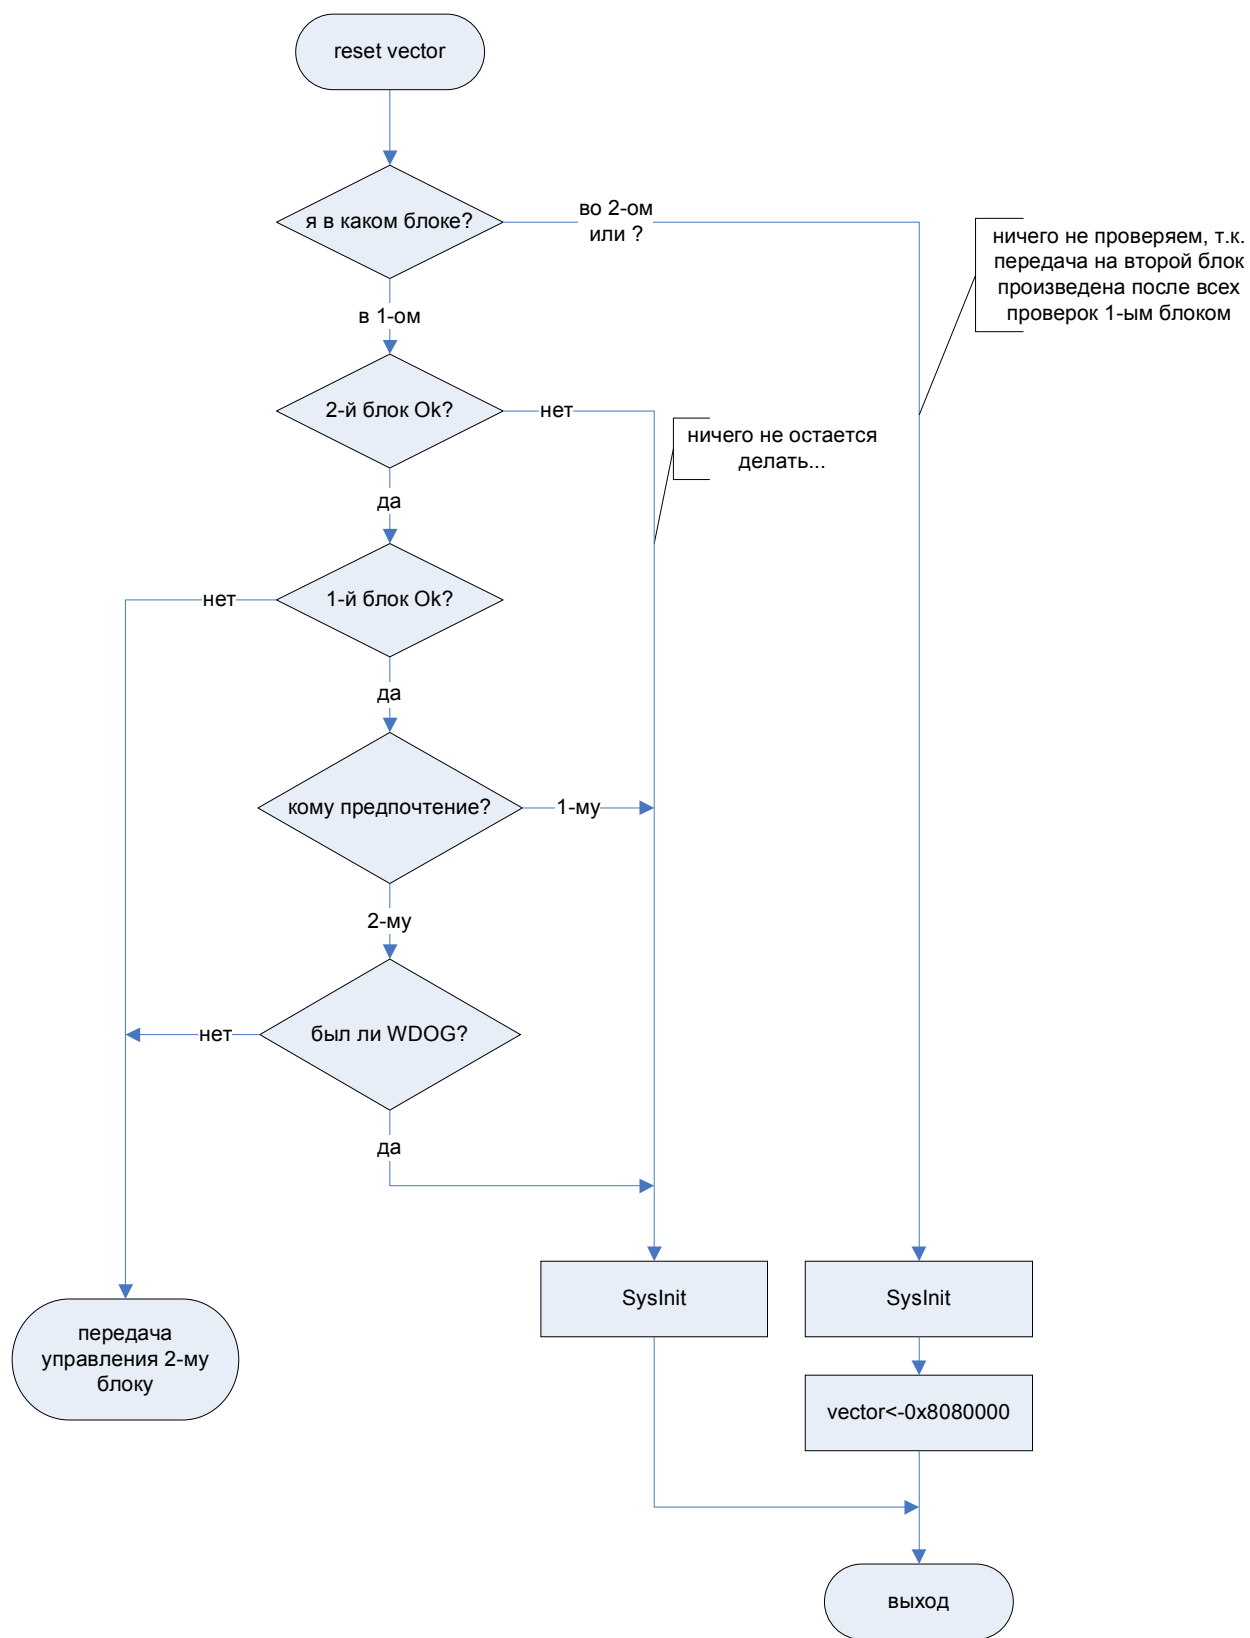 reset vector
я в каком блоке?
во 2-ом
или ?
ничего не проверяем, т.к.
передача на второй блок
произведена после всех
проверок 1-ым блоком
в 1-ом
2-й блок Ok?
нет
ничего не остается
делать...
да
1-й блок Ok?
нет
да
кому предпочтение?
1-му
2-му
был ли WDOG?
нет
да
SysInit
SysInit
передача
управления 2-му
блоку
vector<-0x8080000
выход